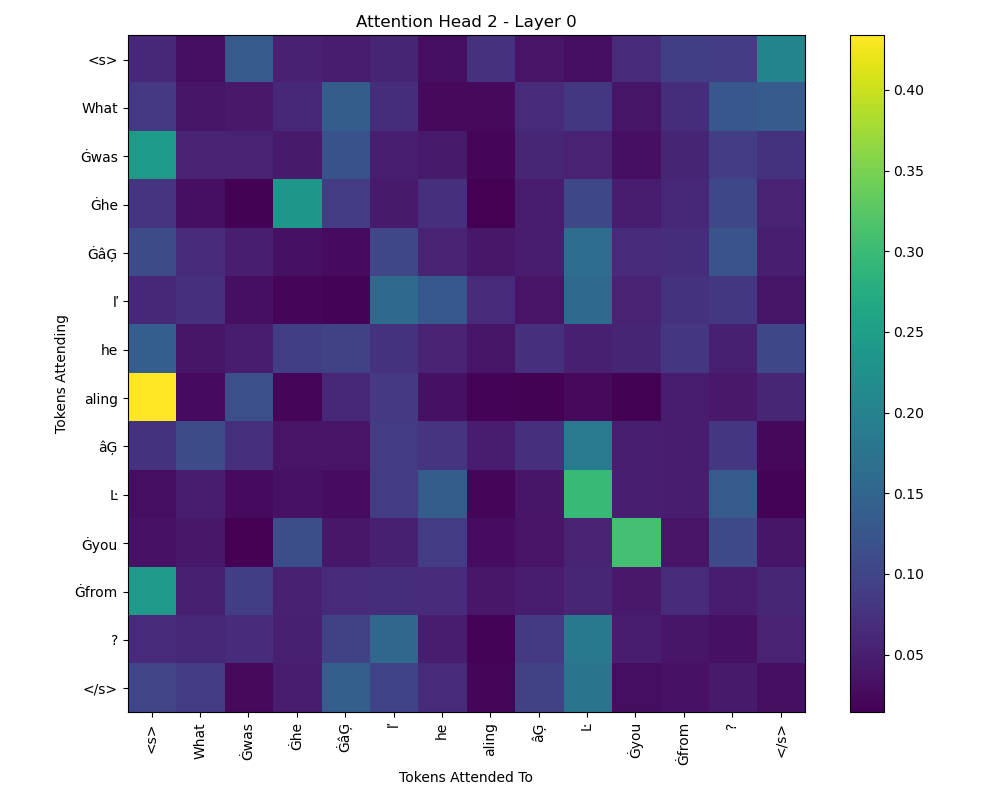 Attention Head 2 - Layer 0
<s>
What
Ġwas
Ġhe
ĠâĢ
ľ
he
aling
âĢ
Ŀ
Ġyou
Ġfrom
?
</s>
Tokens Attending
<s>
What
Ġwas
Ġhe
ĠâĢ
ľ
he
aling
âĢ
Ŀ
Ġyou
Ġfrom
?
</s>
Tokens Attended To
0.40
0.35
0.30
0.25
0.20
0.15
0.10
0.05